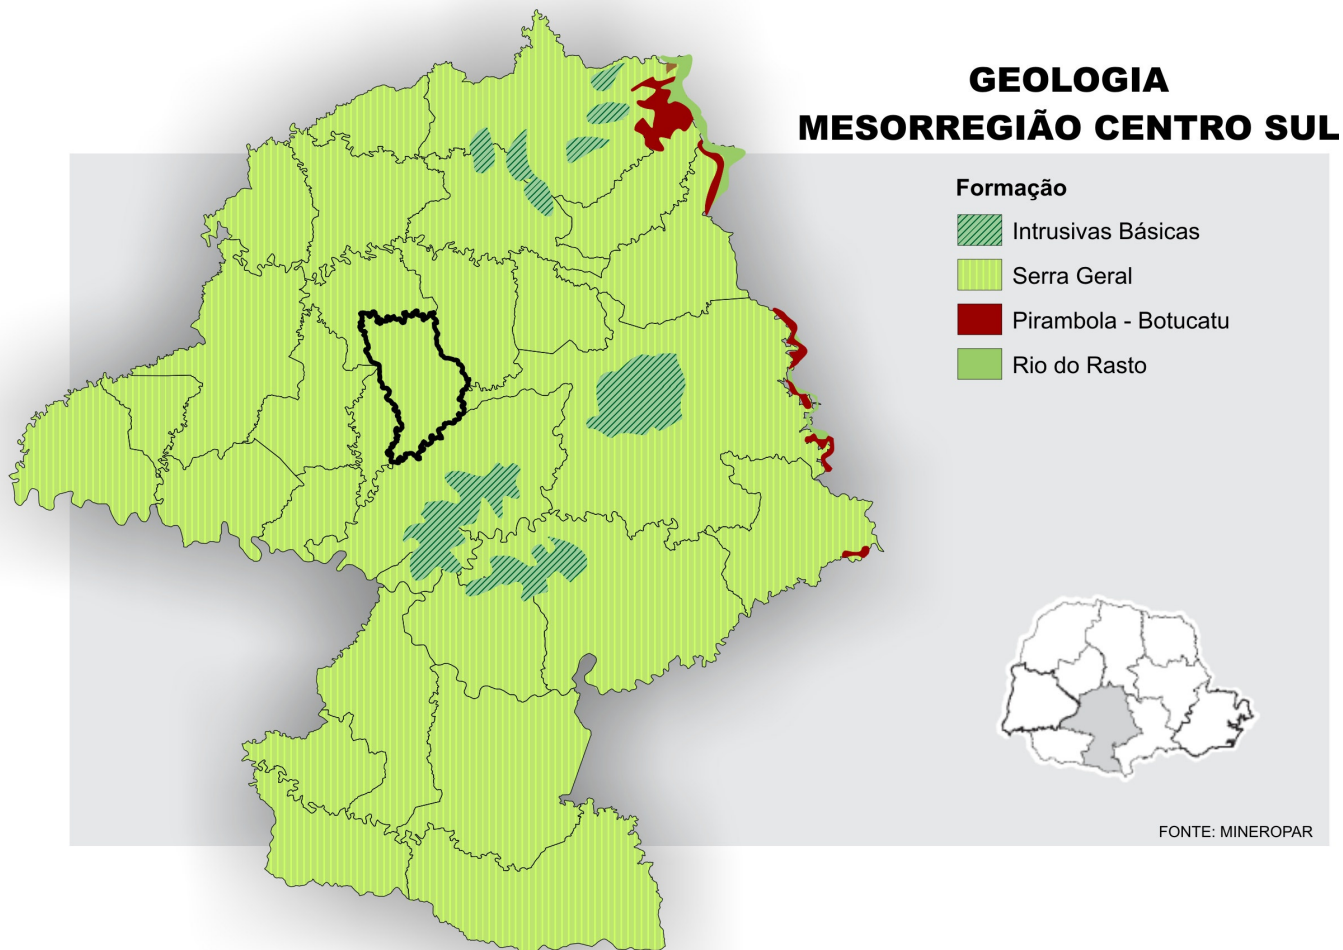 GEOLOGIA
MESORREGIÃO CENTRO SUL
Formação
Intrusivas Básicas
Serra Geral
Pirambola - Botucatu
Rio do Rasto
FONTE: MINEROPAR